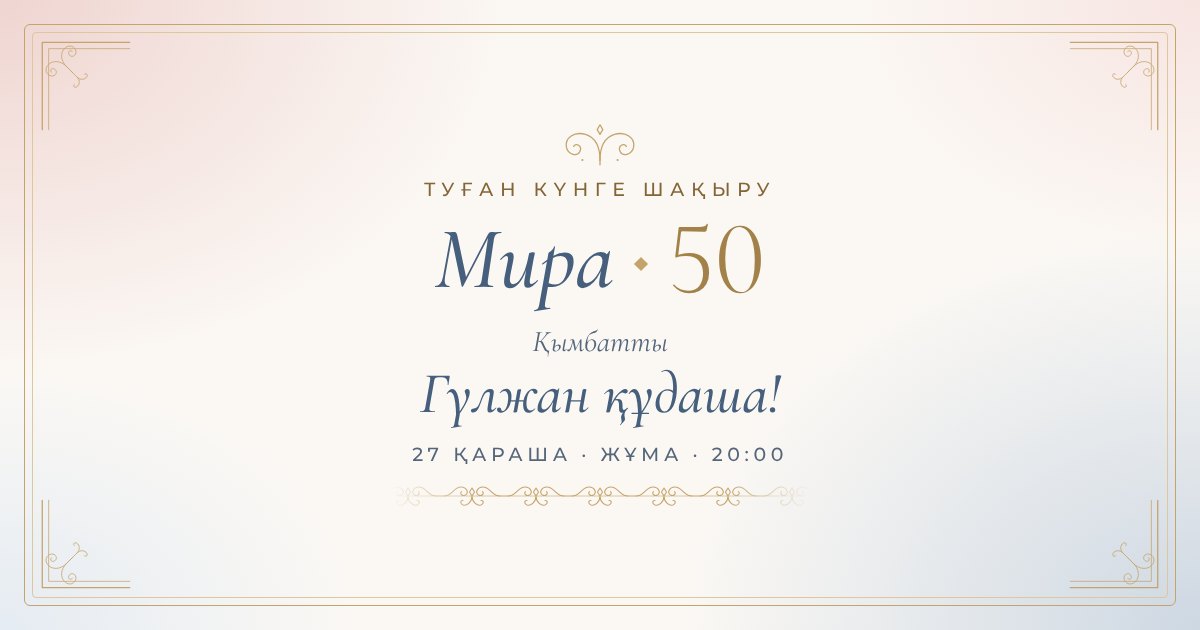 ТУҒАН КҮНГЕ ШАҚЫРУ
Мира · 50
Қымбатты
Гүлжан құдаша!
27 ҚАРАША · ЖҰМА · 20:00